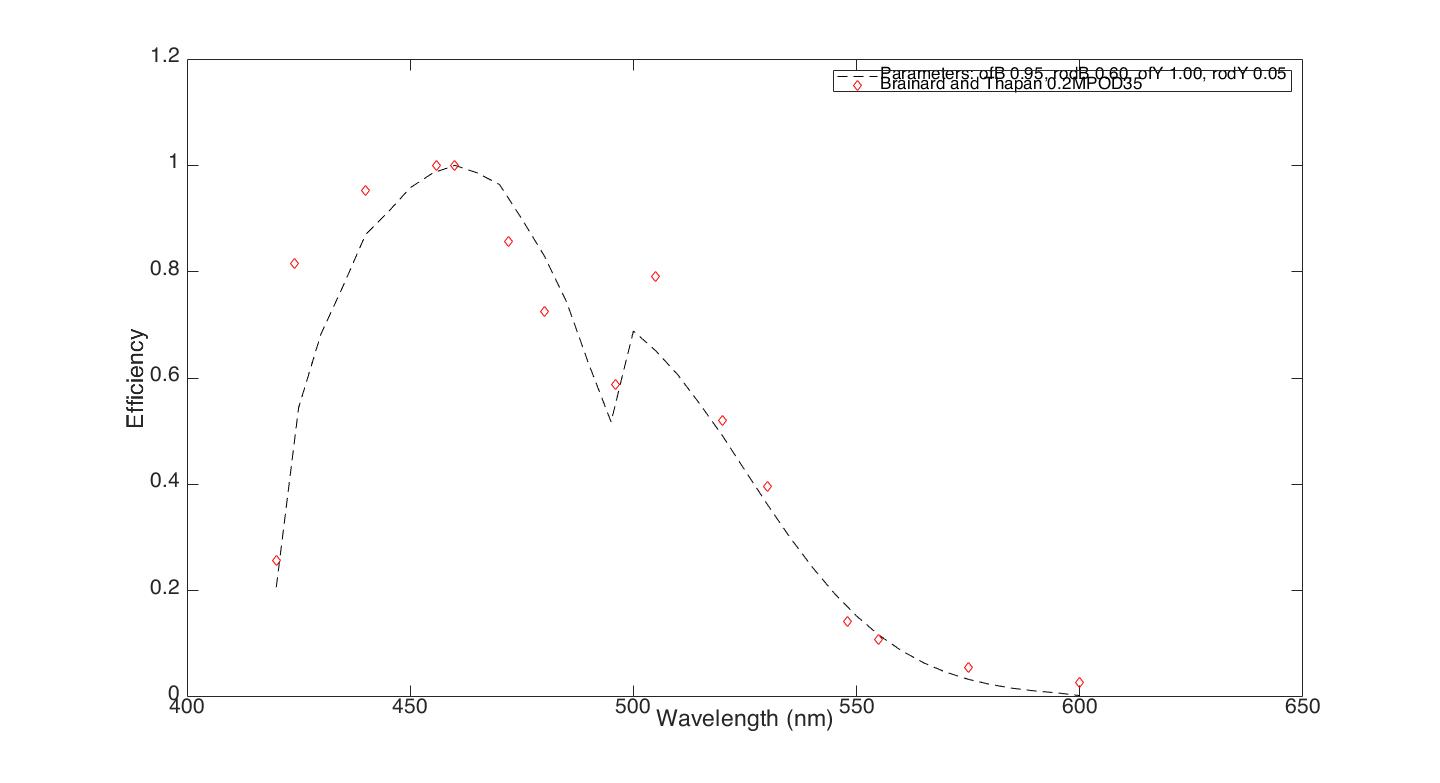 1.2
Parameters: ofB 0.95, rodB 0.60, ofY 1.00, rodY 0.05
Brainard and Thapan 0.2MPOD35
1
0.8
Efficiency
0.6
0.4
0.2
0
400 450 500 550 600 650
Wavelength (nm)